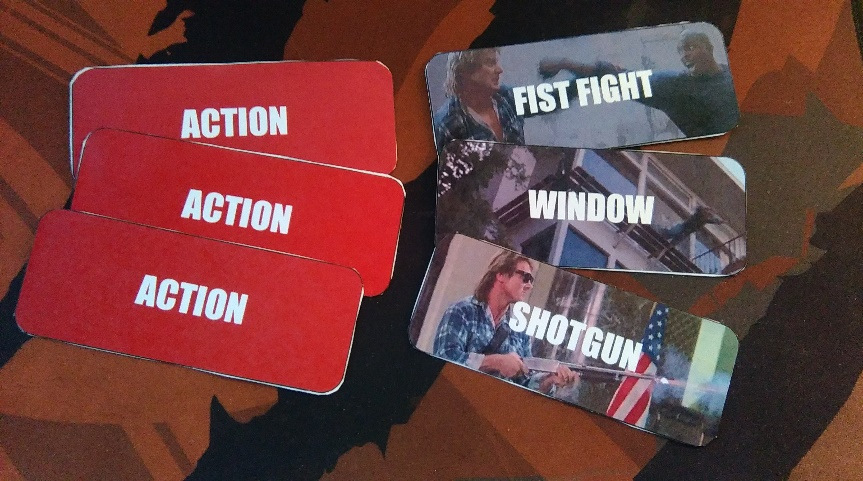 ACTION
ACTION
ACTION
FIST FIGHT
WINDOW
SHOTGUN